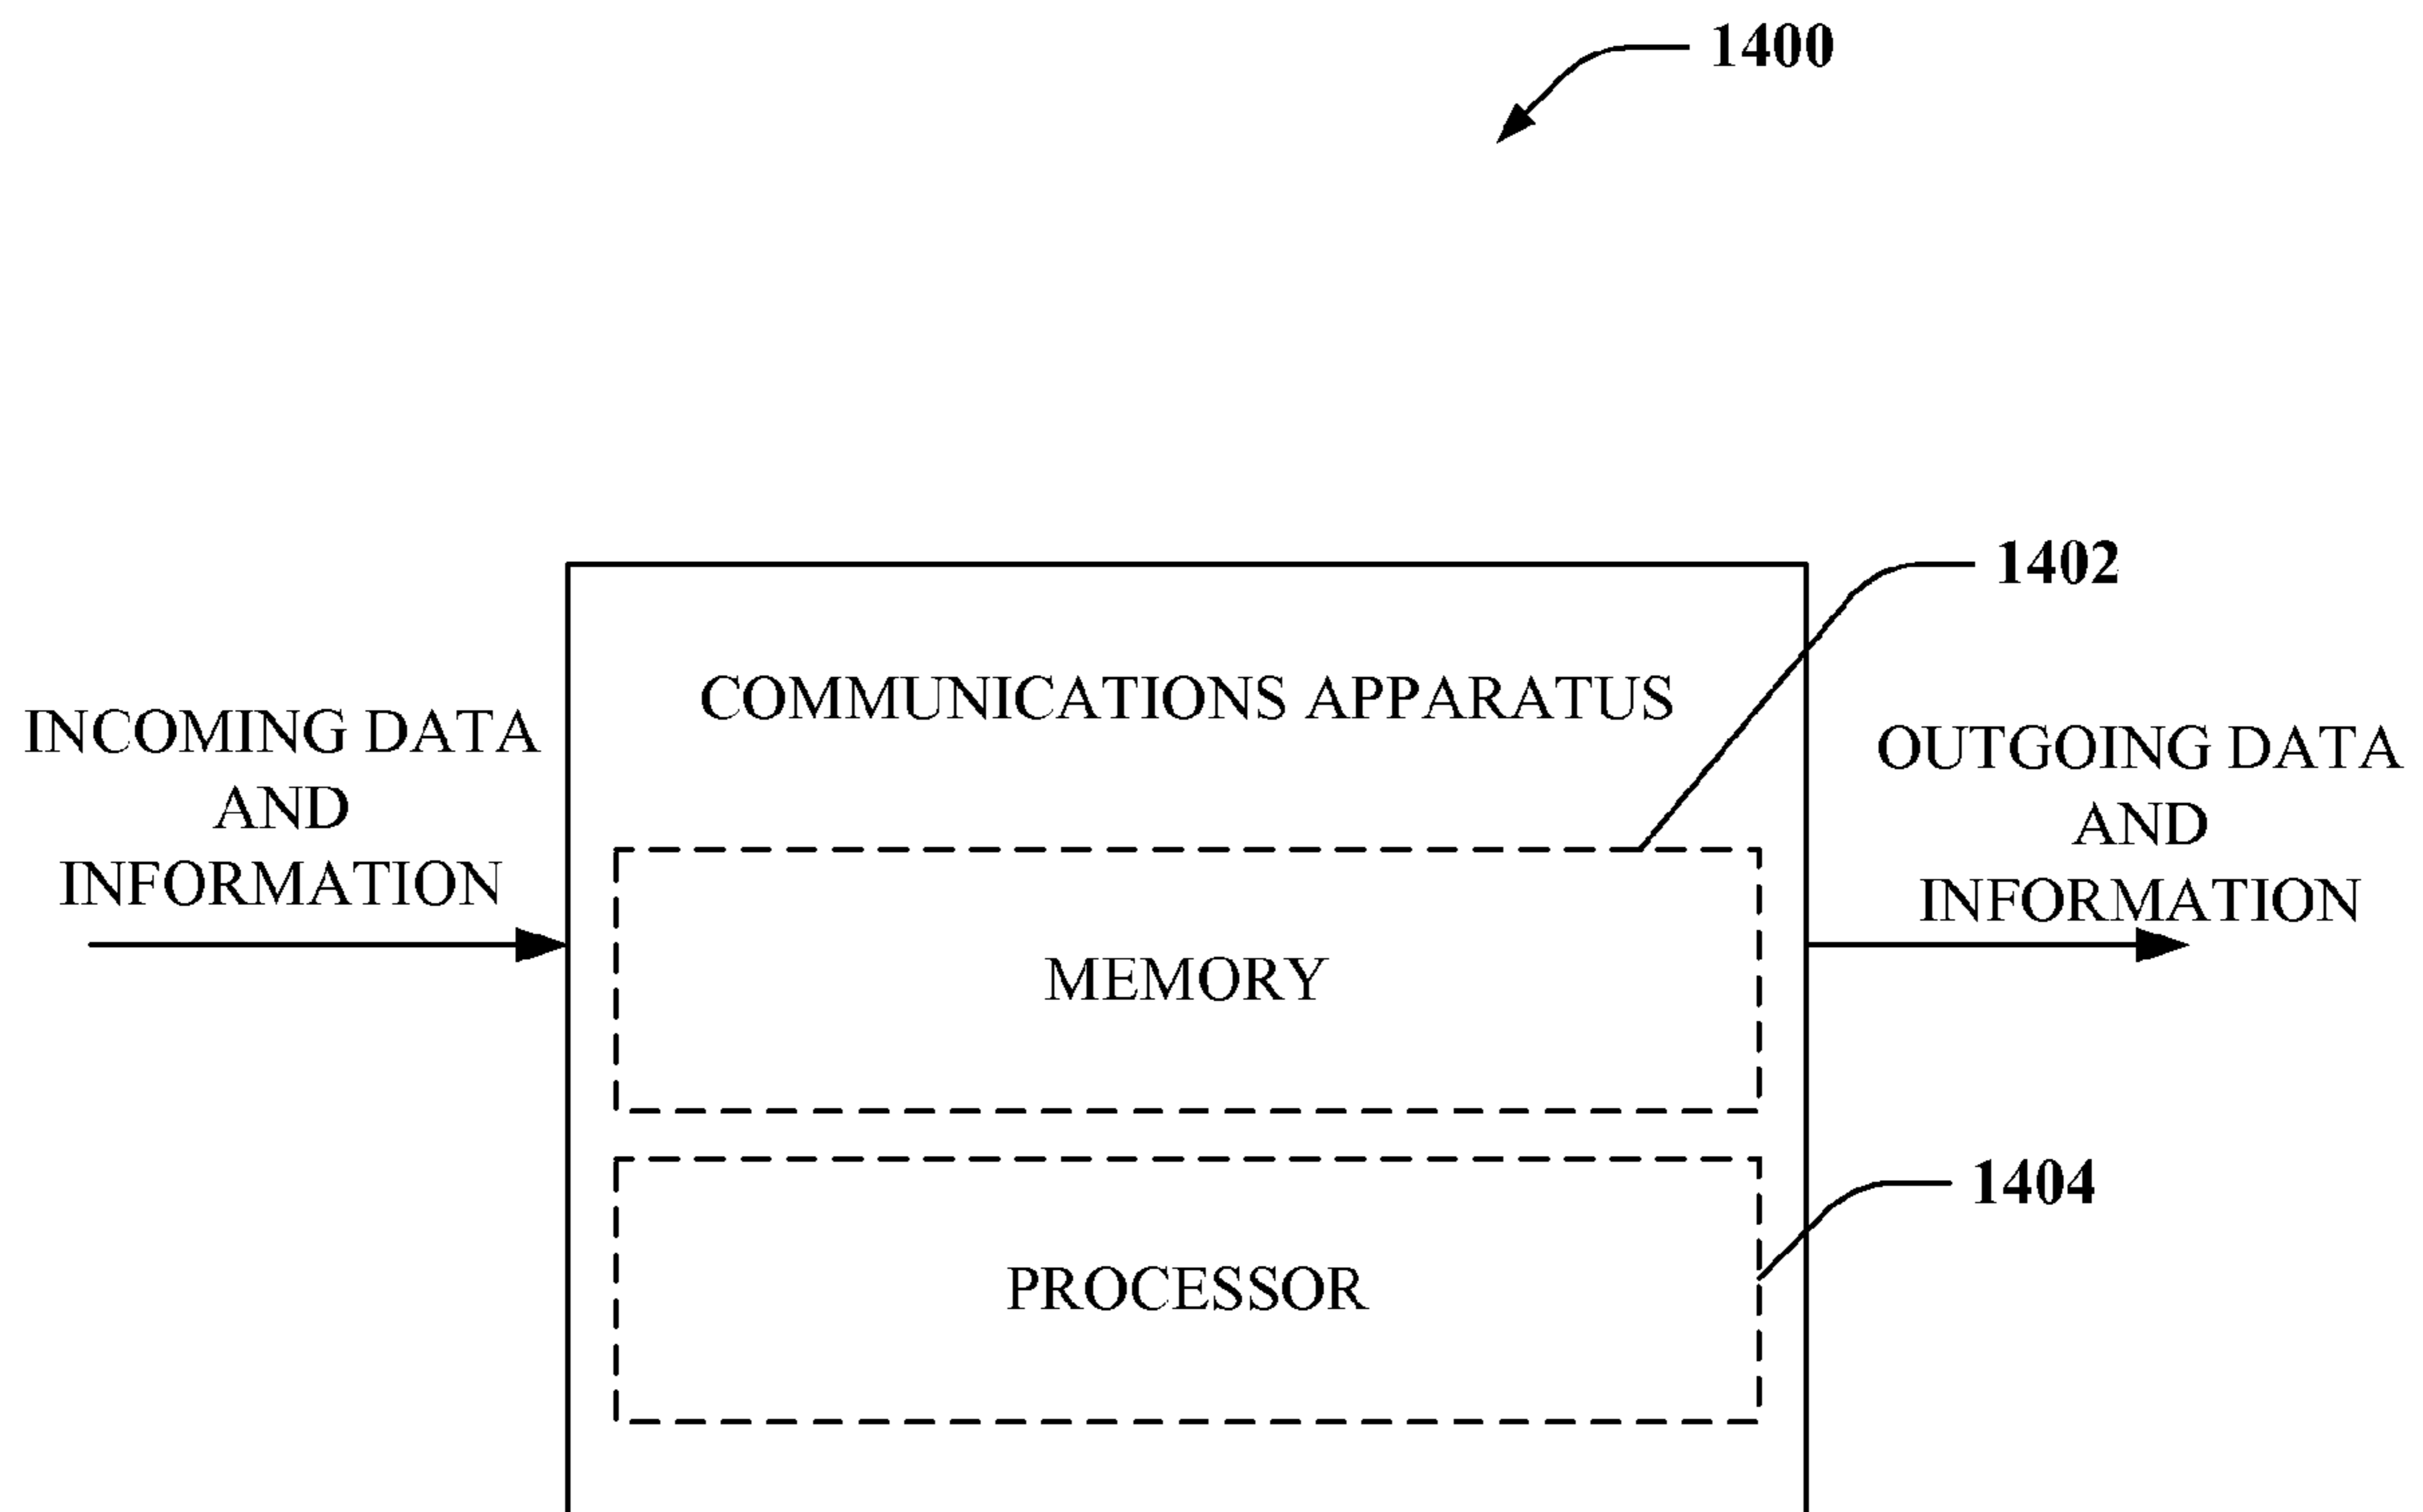 1400
1402
COMMUNICATIONS APPARATUS
INCOMING DATA
AND
INFORMATION
OUTGOING DATA
AND
INFORMATION
MEMORY
1404
PROCESSOR